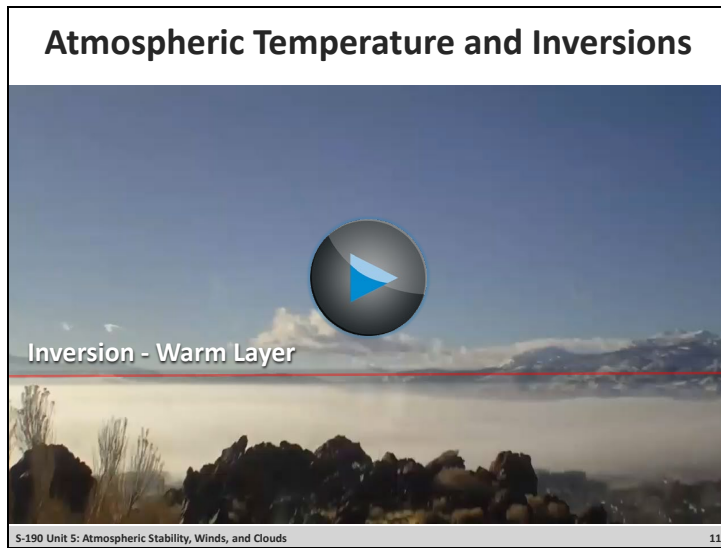 Atmospheric Temperature and Inversions
Inversion - Warm Layer
S-190 Unit 5: Atmospheric Stability, Winds, and Clouds 11